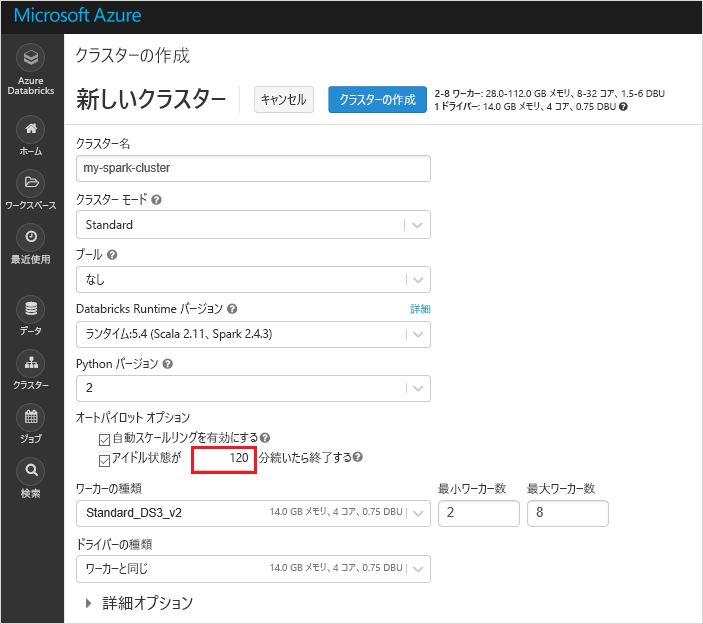 Microsoft Azure
Azure
Databricks
ホーム
ワークスペース
最近使用
データ
クラスター
ジョブ
検索
クラスターの作成
新しいクラスター
キャンセル
クラスターの作成
2-8 ワーカー: 28.0-112.0 GB メモリ、8-32 コア、1.5-6 DBU
1 ドライバー: 14.0 GB メモリ、4 コア、0.75 DBU ?
クラスター名
my-spark-cluster
クラスター モード ?
Standard
プール ?
なし
Databricks Runtime バージョン ? 詳細
ランタイム:5.4 (Scala 2.11、Spark 2.4.3)
Python バージョン ?
2
オートパイロット オプション
自動スケールリングを有効にする ?
アイドル状態が 120 分続いたら終了する ?
ワーカーの種類 最小ワーカー数 最大ワーカー数
Standard_DS3_v2 14.0 GB メモリ、4 コア、0.75 DBU 2 8
ドライバーの種類
ワーカーと同じ 14.0 GB メモリ、4 コア、0.75 DBU
詳細オプション